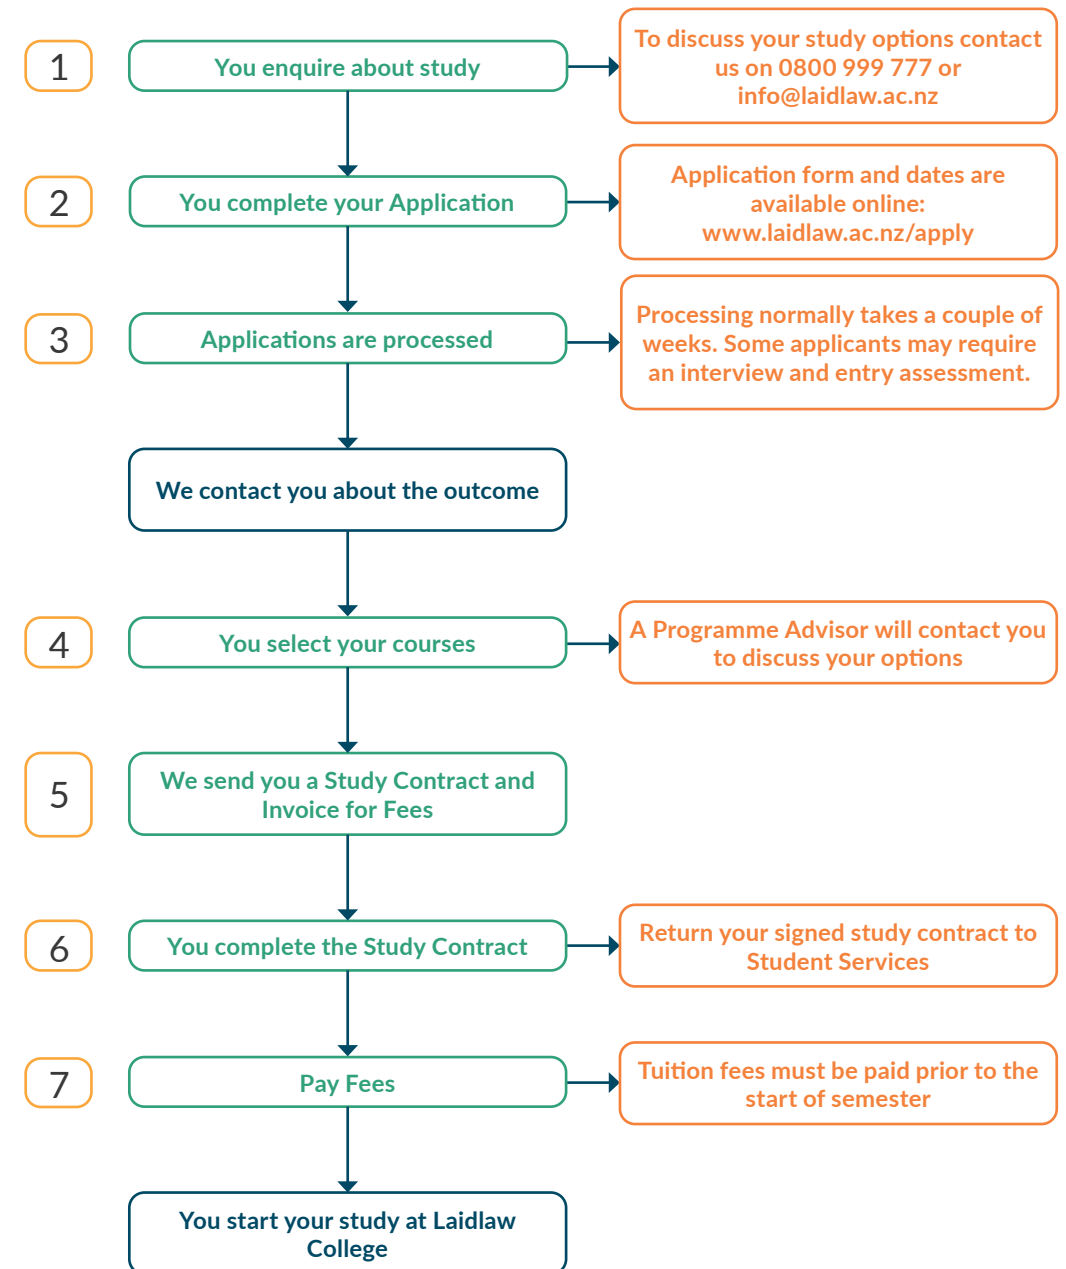 1
You enquire about study
To discuss your study options contact
us on 0800 999 777 or
info@laidlaw.ac.nz
2
You complete your Application
Application form and dates are
available online:
www.laidlaw.ac.nz/apply
3
Applications are processed
Processing normally takes a couple of
weeks. Some applicants may require
an interview and entry assessment.
We contact you about the outcome
4
You select your courses
A Programme Advisor will contact you
to discuss your options
5
We send you a Study Contract and
Invoice for Fees
6
You complete the Study Contract
Return your signed study contract to
Student Services
7
Pay Fees
Tuition fees must be paid prior to the
start of semester
You start your study at Laidlaw
College